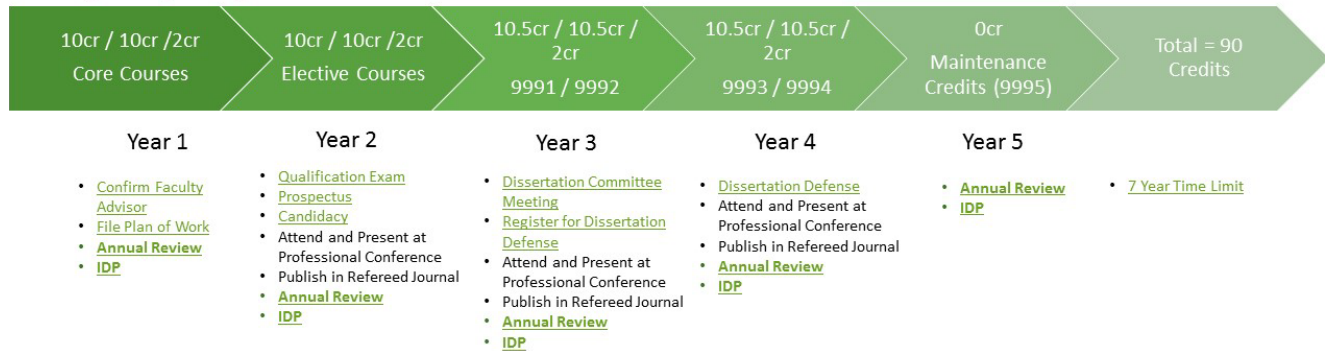 10cr / 10cr /2cr
Core Courses
10cr / 10cr /2cr
Elective Courses
10.5cr / 10.5cr /
2cr
9991 / 9992
10.5cr / 10.5cr /
2cr
9993 / 9994
0cr
Maintenance
Credits (9995)
Total = 90
Credits
Year 1
• Confirm Faculty
Advisor
• File Plan of Work
• Annual Review
• IDP
Year 2
• Qualification Exam
• Prospectus
• Candidacy
• Attend and Present at
Professional Conference
• Publish in Refereed Journal
• Annual Review
• IDP
Year 3
• Dissertation Committee
Meeting
• Register for Dissertation
Defense
• Attend and Present at
Professional Conference
• Publish in Refereed Journal
• Annual Review
• IDP
Year 4
• Dissertation Defense
• Attend and Present at
Professional Conference
• Publish in Refereed Journal
• Annual Review
• IDP
Year 5
• Annual Review
• IDP
• 7 Year Time Limit